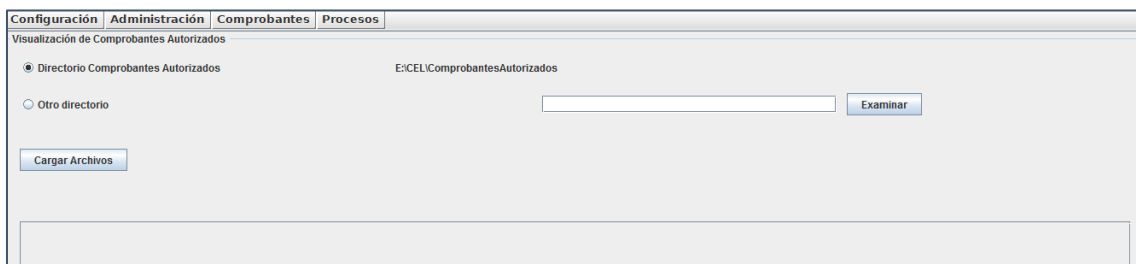 Configuración Administración Comprobantes Procesos
Visualización de Comprobantes Autorizados
Directorio Comprobantes Autorizados E:\CEL\ComprobantesAutorizados
Otro directorio Examinar
Cargar Archivos